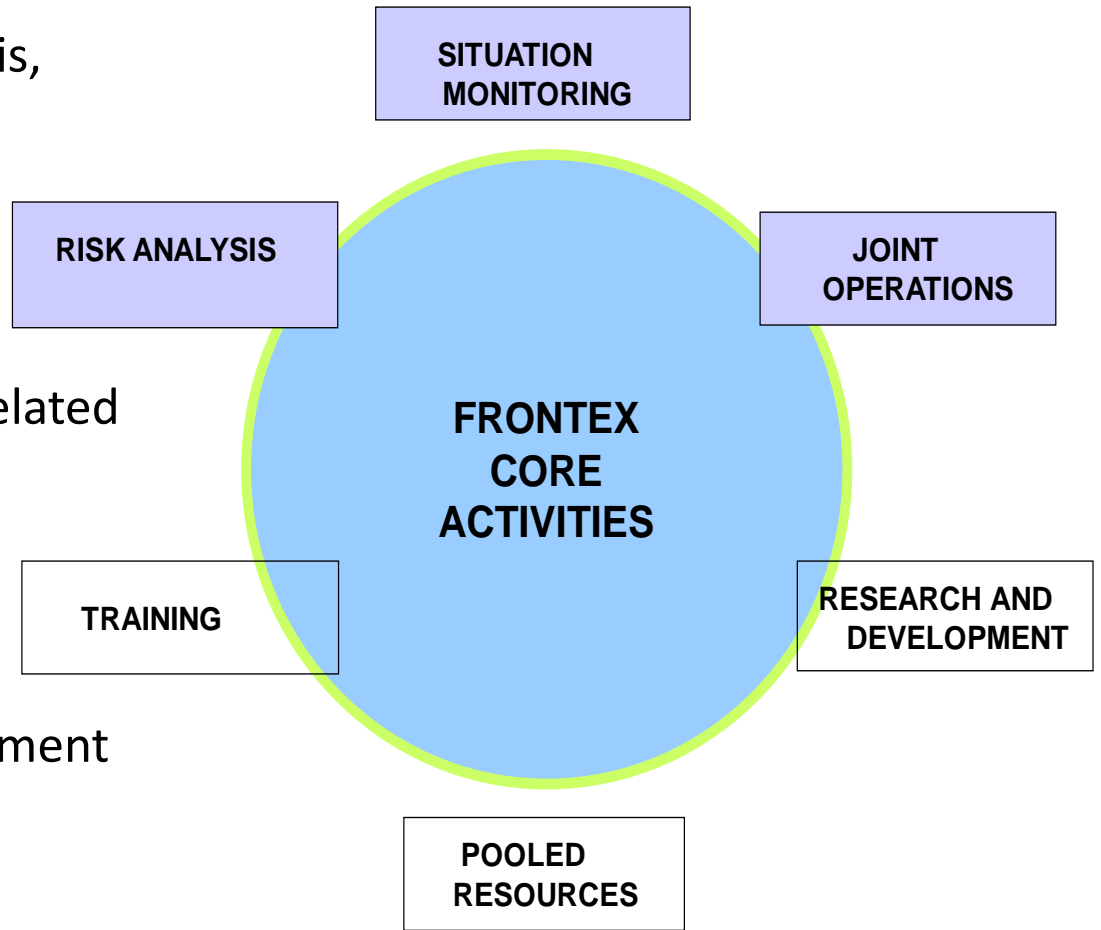 is,
SITUATION
MONITORING
RISK ANALYSIS
JOINT
OPERATIONS
elated
FRONTEX
CORE
ACTIVITIES
TRAINING
RESEARCH AND
DEVELOPMENT
ment
POOLED
RESOURCES